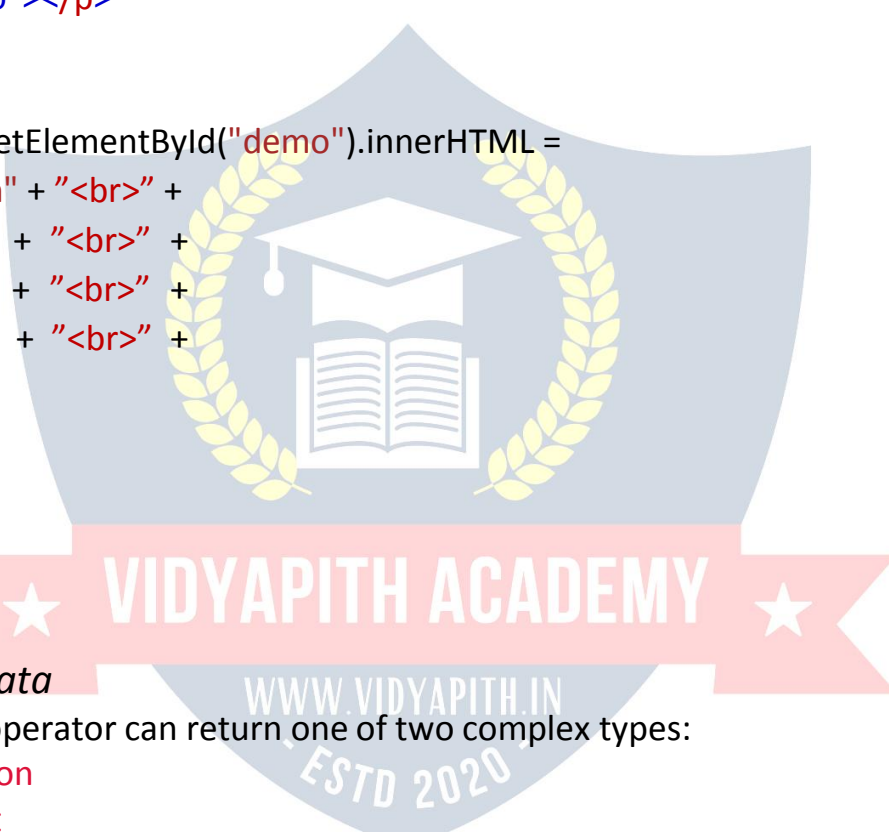 ></p>
etElementById("demo").innerHTML =
" + ”<br>” +
+ ”<br>” +
+ ”<br>” +
+ ”<br>” +
VIDYAPITH ACADEMY
ata
WWW.VIDYAPITH.IN
operator can return one of two complex types:
on
- ESTD 2020 -